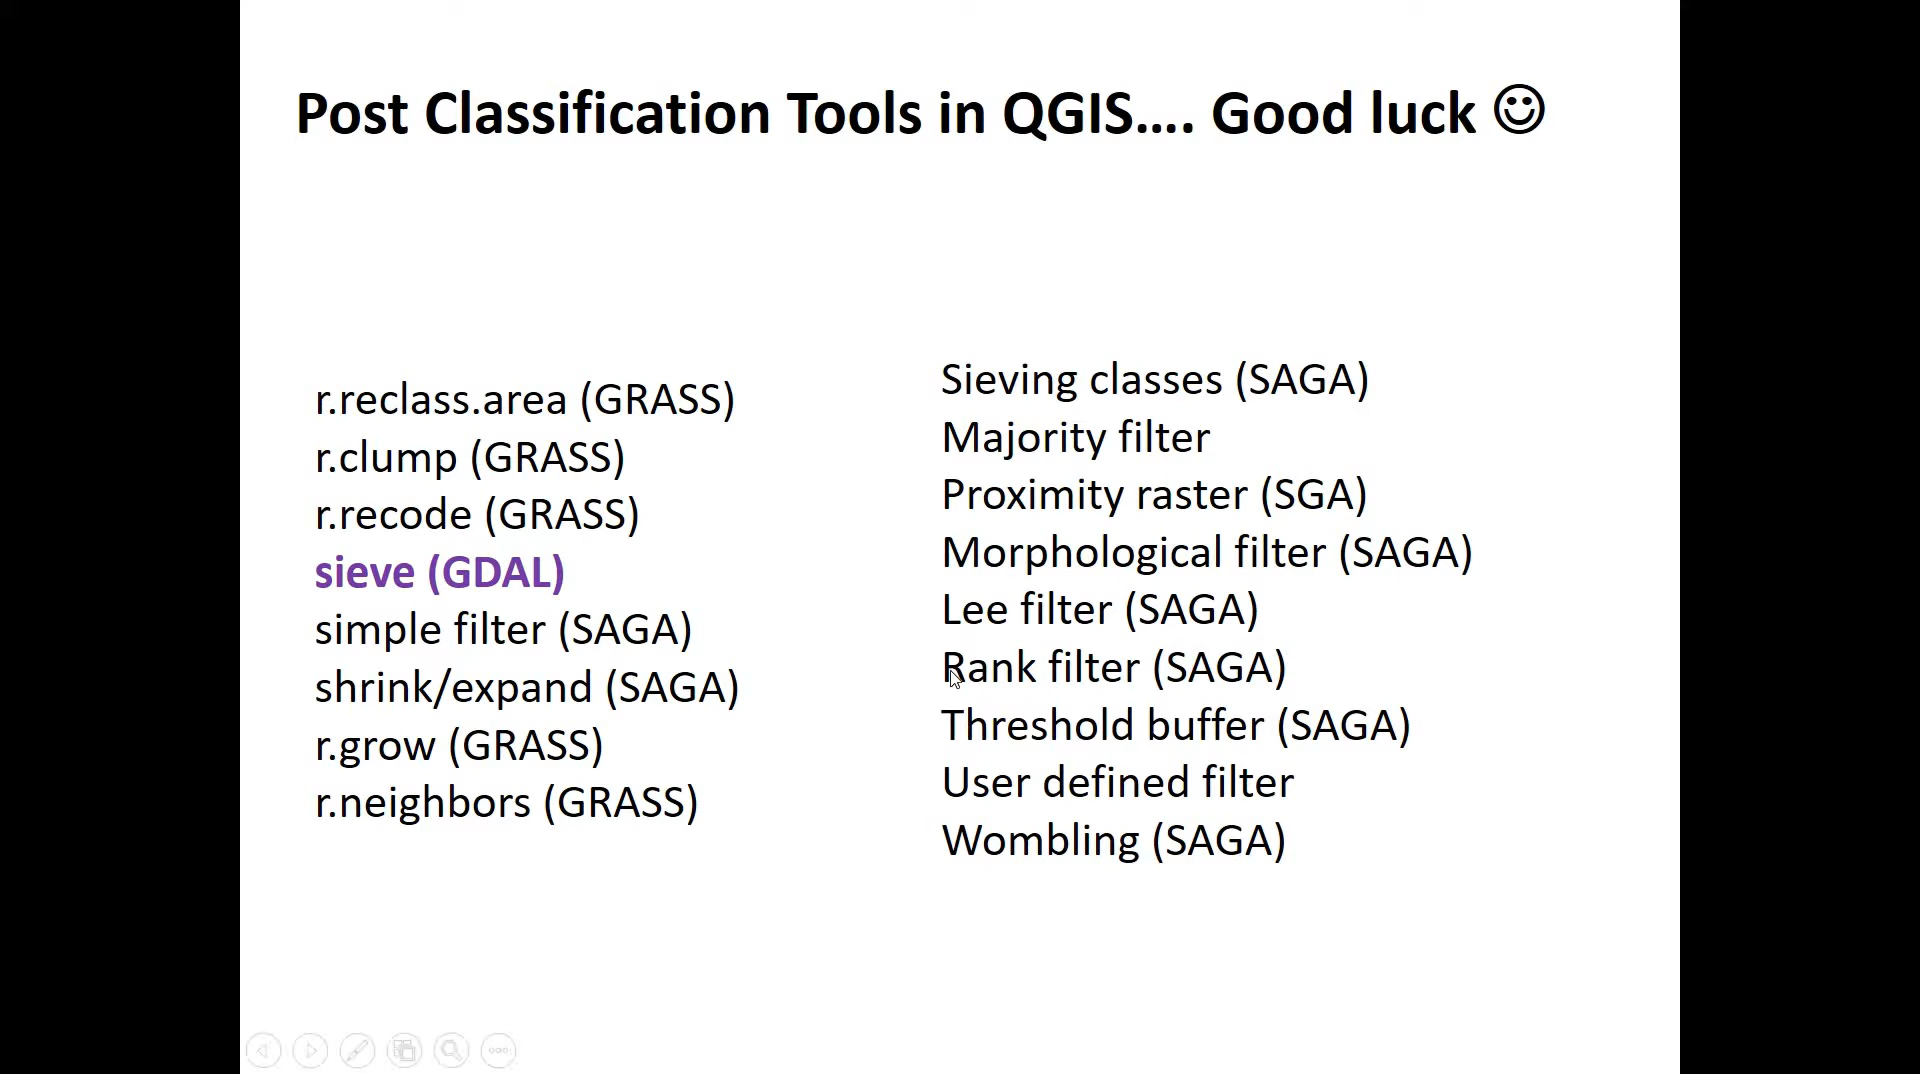 Post Classification Tools in QGIS.... Good luck ☺
r.reclass.area (GRASS)
r.clump (GRASS)
r.recode (GRASS)
sieve (GDAL)
simple filter (SAGA)
shrink/expand (SAGA)
r.grow (GRASS)
r.neighbors (GRASS)
Sieving classes (SAGA)
Majority filter
Proximity raster (SGA)
Morphological filter (SAGA)
Lee filter (SAGA)
Rank filter (SAGA)
Threshold buffer (SAGA)
User defined filter
Wombling (SAGA)